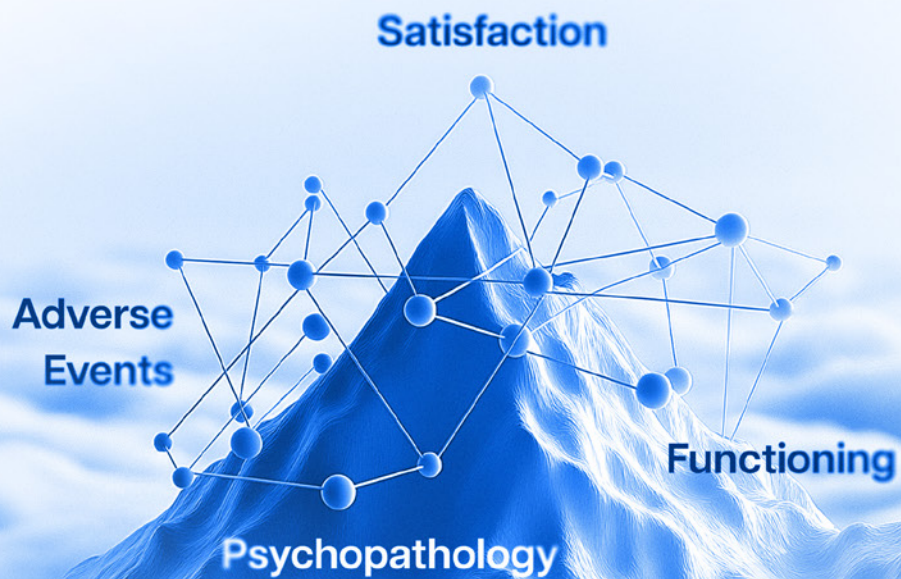 Satisfaction
Adverse
Events
Functioning
Psychopathology